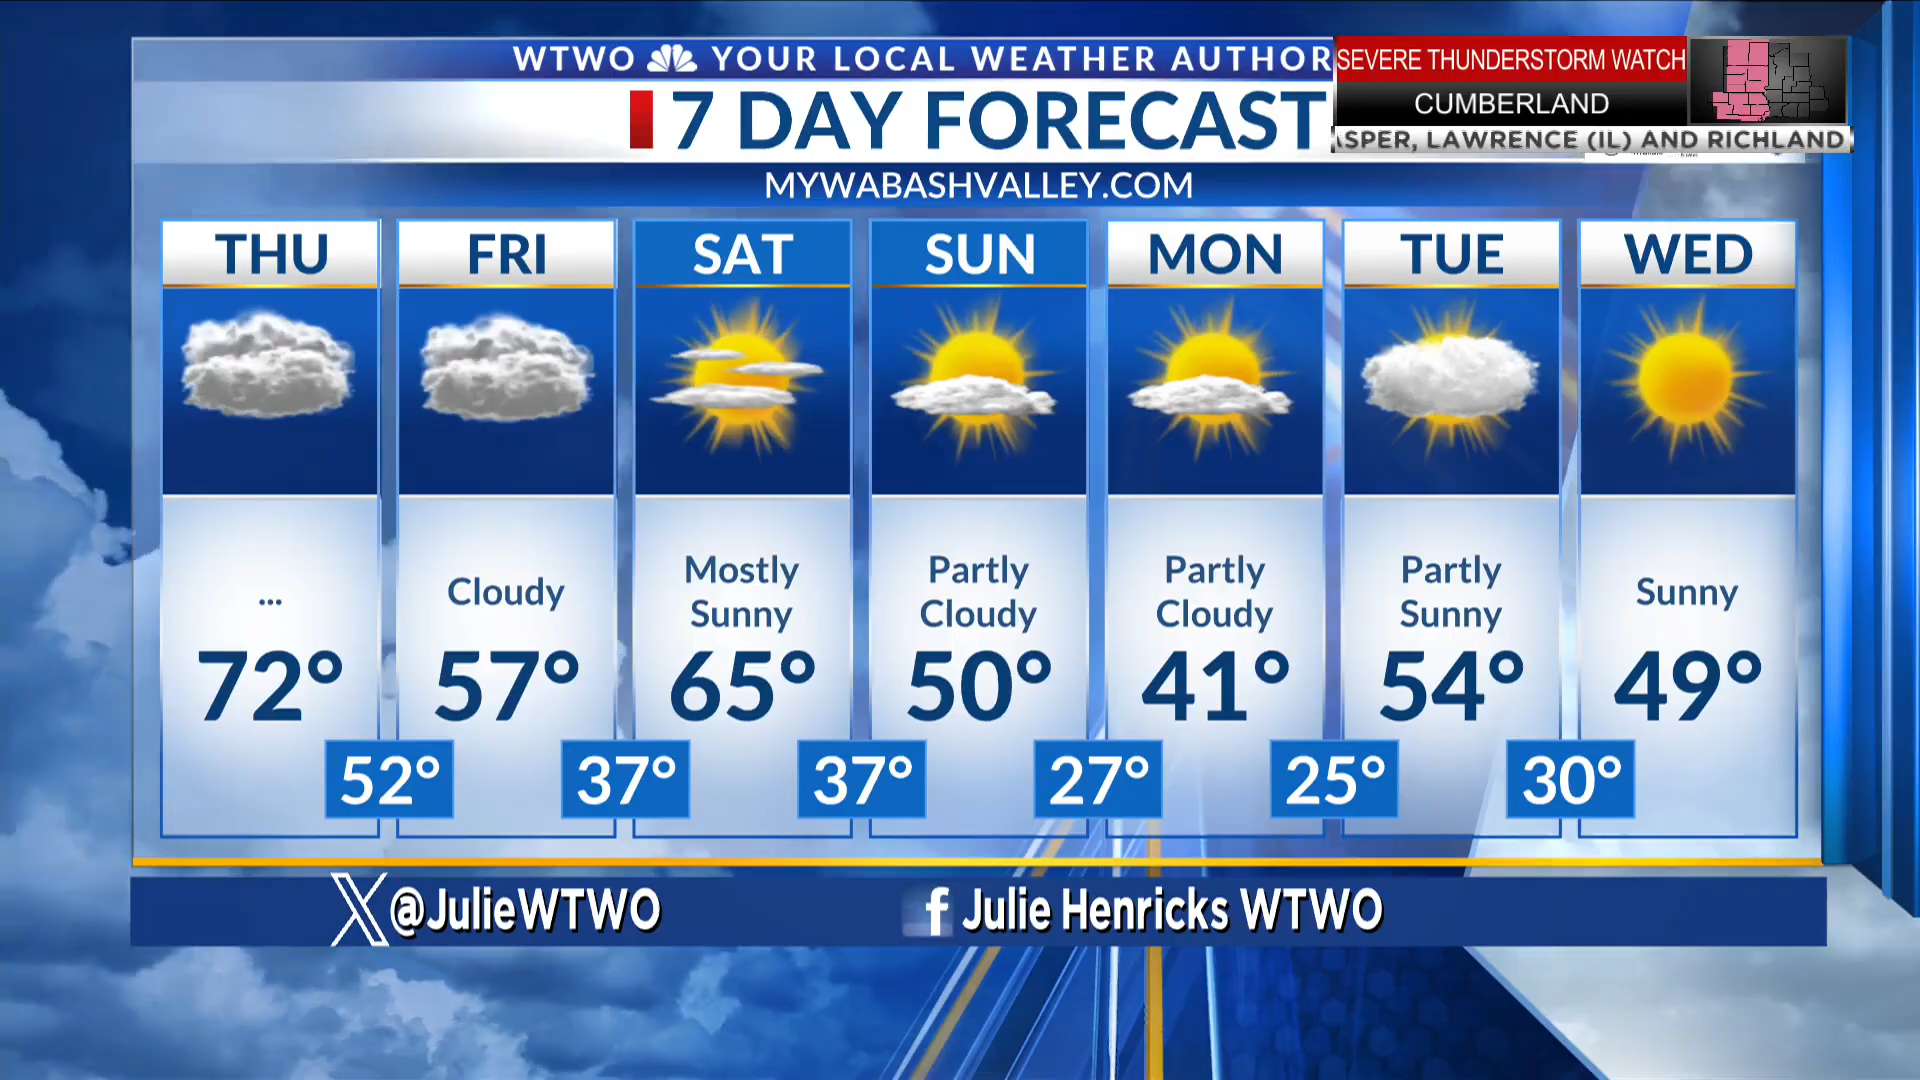 WTWO YOUR LOCAL WEATHER AUTHOR
SEVERE THUNDERSTORM WATCH
CUMBERLAND
ASPER, LAWRENCE (IL) AND RICHLAND
7 DAY FORECAST
MYWABASHVALLEY.COM
THU FRI SAT SUN MON TUE WED
... Cloudy Mostly Sunny Partly Cloudy Partly Cloudy Partly Sunny Sunny
72° 57° 65° 50° 41° 54° 49°
52° 37° 37° 27° 25° 30°
X @JulieWTWO f Julie Henricks WTWO